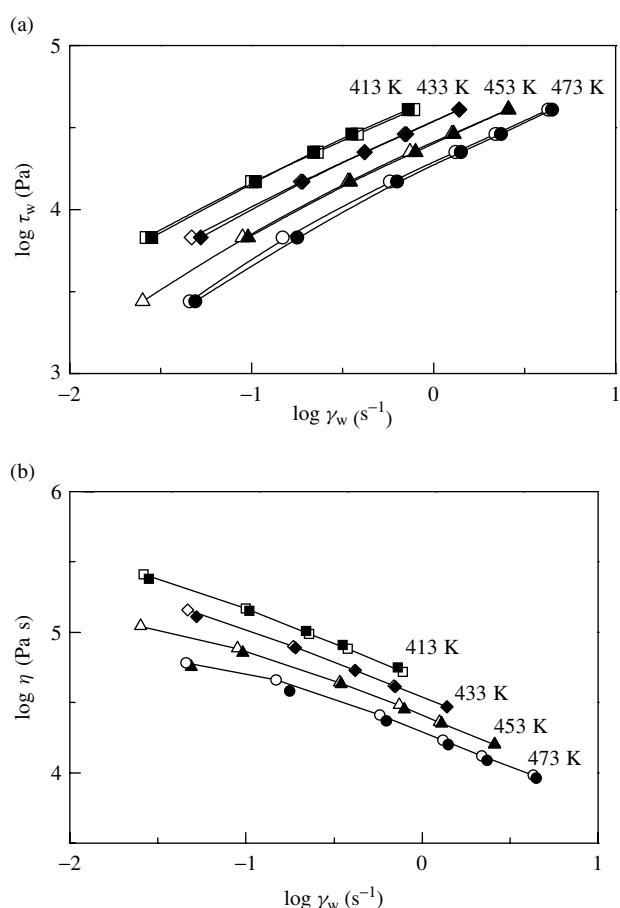 (a)
5
413 K 433 K 453 K 473 K
log τw (Pa)
4
3
−2 −1 0 1
log γw (s⁻¹)
(b)
6
log η (Pa s)
5
413 K
433 K
453 K
473 K
4
−2 −1 0 1
log γw (s⁻¹)